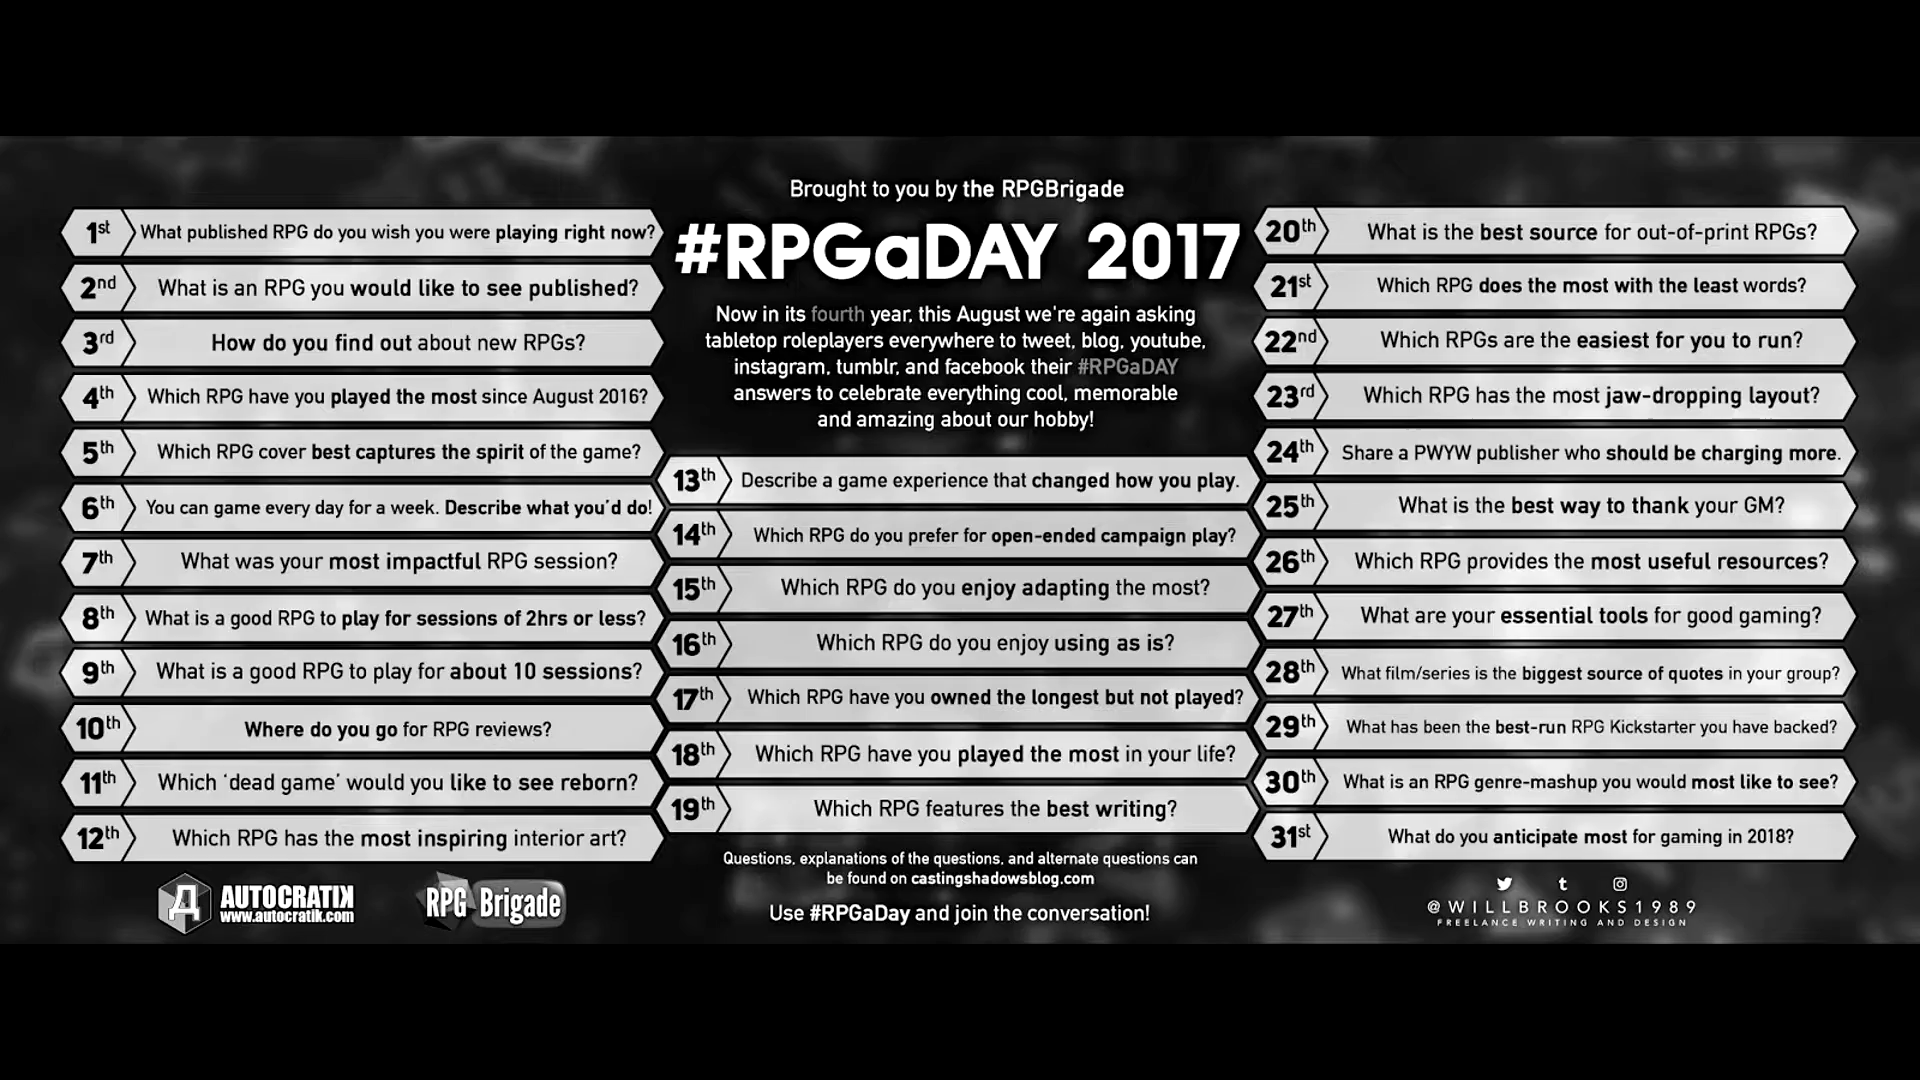 Brought to you by the RPGBrigade
#RPGaDAY 2017
Now in its fourth year, this August we're again asking
tabletop roleplayers everywhere to tweet, blog, youtube,
instagram, tumblr, and facebook their #RPGaDAY
answers to celebrate everything cool, memorable
and amazing about our hobby!
1st What published RPG do you wish you were playing right now?
2nd What is an RPG you would like to see published?
3rd How do you find out about new RPGs?
4th Which RPG have you played the most since August 2016?
5th Which RPG cover best captures the spirit of the game?
6th You can game every day for a week. Describe what you'd do!
7th What was your most impactful RPG session?
8th What is a good RPG to play for sessions of 2hrs or less?
9th What is a good RPG to play for about 10 sessions?
10th Where do you go for RPG reviews?
11th Which 'dead game' would you like to see reborn?
12th Which RPG has the most inspiring interior art?
13th Describe a game experience that changed how you play.
14th Which RPG do you prefer for open-ended campaign play?
15th Which RPG do you enjoy adapting the most?
16th Which RPG do you enjoy using as is?
17th Which RPG have you owned the longest but not played?
18th Which RPG have you played the most in your life?
19th Which RPG features the best writing?
20th What is the best source for out-of-print RPGs?
21st Which RPG does the most with the least words?
22nd Which RPGs are the easiest for you to run?
23rd Which RPG has the most jaw-dropping layout?
24th Share a PWYW publisher who should be charging more.
25th What is the best way to thank your GM?
26th Which RPG provides the most useful resources?
27th What are your essential tools for good gaming?
28th What film/series is the biggest source of quotes in your group?
29th What has been the best-run RPG Kickstarter you have backed?
30th What is an RPG genre-mashup you would most like to see?
31st What do you anticipate most for gaming in 2018?
Questions, explanations of the questions, and alternate questions can
be found on castingshadowsblog.com
Use #RPGaDay and join the conversation!
Д AUTOCRATIK
www.autocratik.com
RPG Brigade
@WILLBROOKS1989
FREELANCE WRITING AND DESIGN